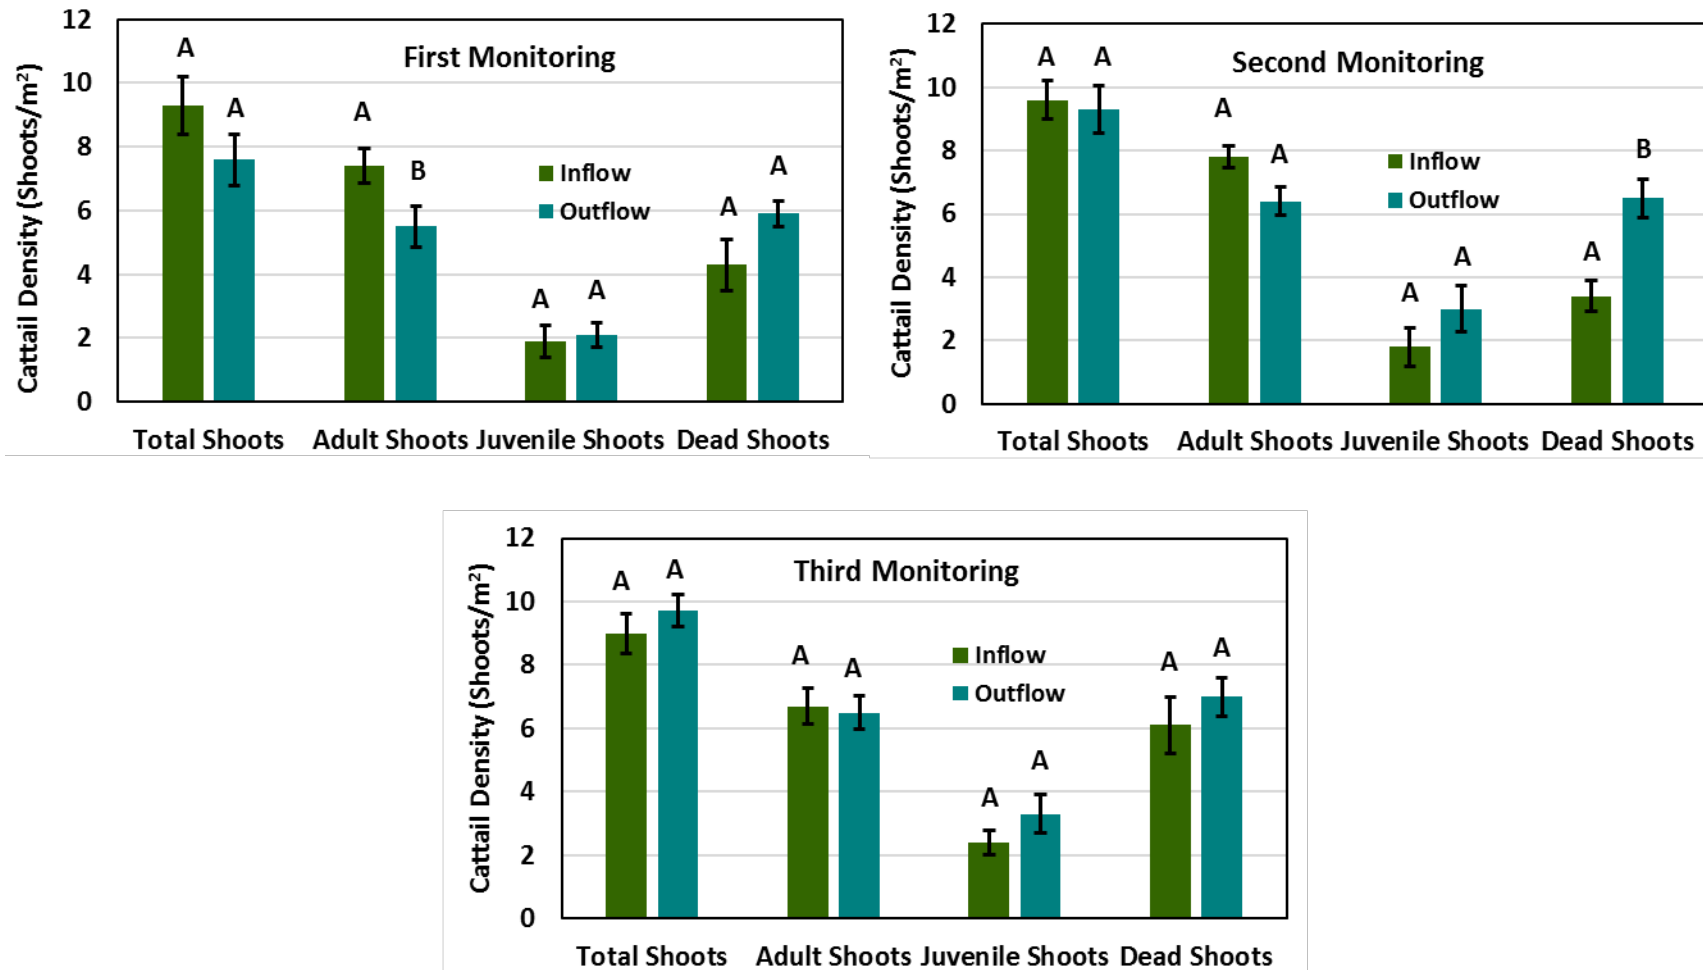 First Monitoring
Cattail Density (Shoots/m²)
12
10
8
6
4
2
0
A
A
A
B
A
A
A
A
Inflow
Outflow
Total Shoots Adult Shoots Juvenile Shoots Dead Shoots
Second Monitoring
Cattail Density (Shoots/m²)
12
10
8
6
4
2
0
A
A
A
A
A
A
A
B
Inflow
Outflow
Total Shoots Adult Shoots Juvenile Shoots Dead Shoots
Third Monitoring
Cattail Density (Shoots/m²)
12
10
8
6
4
2
0
A
A
A
A
A
A
A
A
Inflow
Outflow
Total Shoots Adult Shoots Juvenile Shoots Dead Shoots